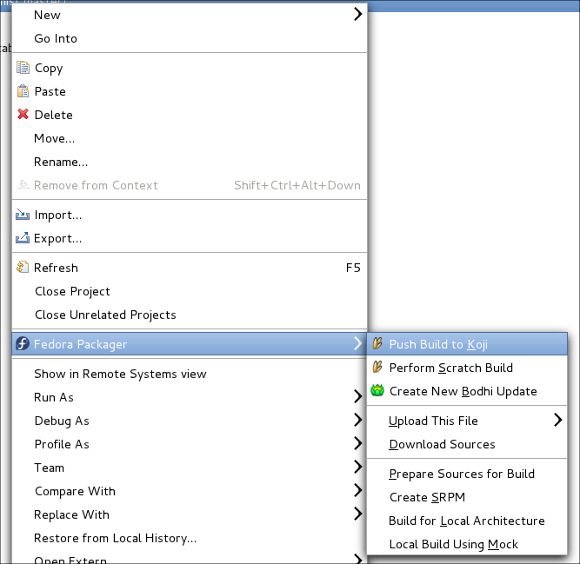 New
Go Into
Copy
Paste
Delete
Move...
Rename...
Remove from Context Shift+Ctrl+Alt+Down
Import...
Export...
Refresh F5
Close Project
Close Unrelated Projects
Fedora Packager
Show in Remote Systems view
Run As
Debug As
Profile As
Team
Compare With
Replace With
Restore from Local History...
Open Extern
Push Build to Koji
Perform Scratch Build
Create New Bodhi Update
Upload This File
Download Sources
Prepare Sources for Build
Create SRPM
Build for Local Architecture
Local Build Using Mock